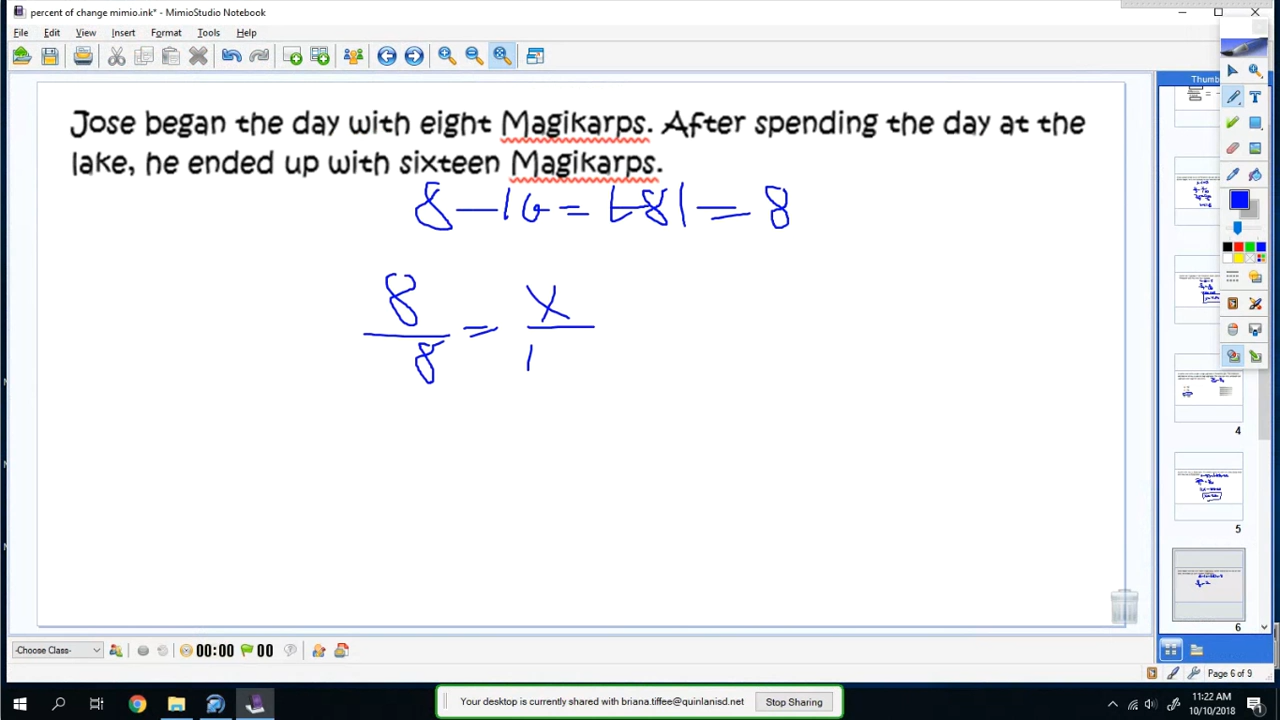 percent of change mimio.ink* - MimioStudio Notebook
File Edit View Insert Format Tools Help
Jose began the day with eight Magikarps. After spending the day at the
lake, he ended up with sixteen Magikarps.
8 - 16 = |-8| = 8
8/8 = x/1
Thumb
4
5
6
-Choose Class- 00:00 00
Page 6 of 9
Your desktop is currently shared with briana.tiffee@quinlanisd.net Stop Sharing
11:22 AM
10/10/2018
1